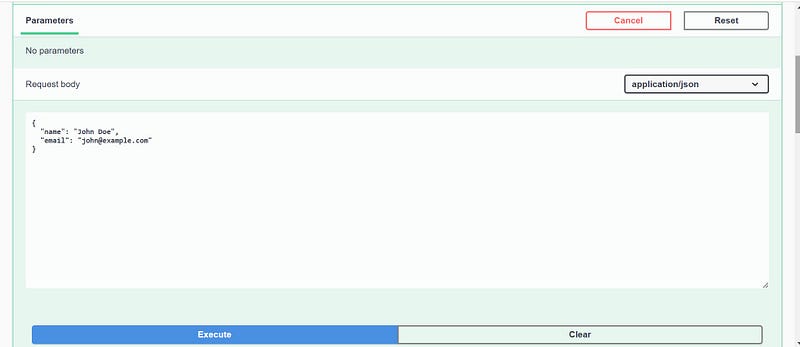 Parameters
Cancel
Reset
No parameters
Request body
application/json
{
  "name": "John Doe",
  "email": "john@example.com"
}
Execute
Clear